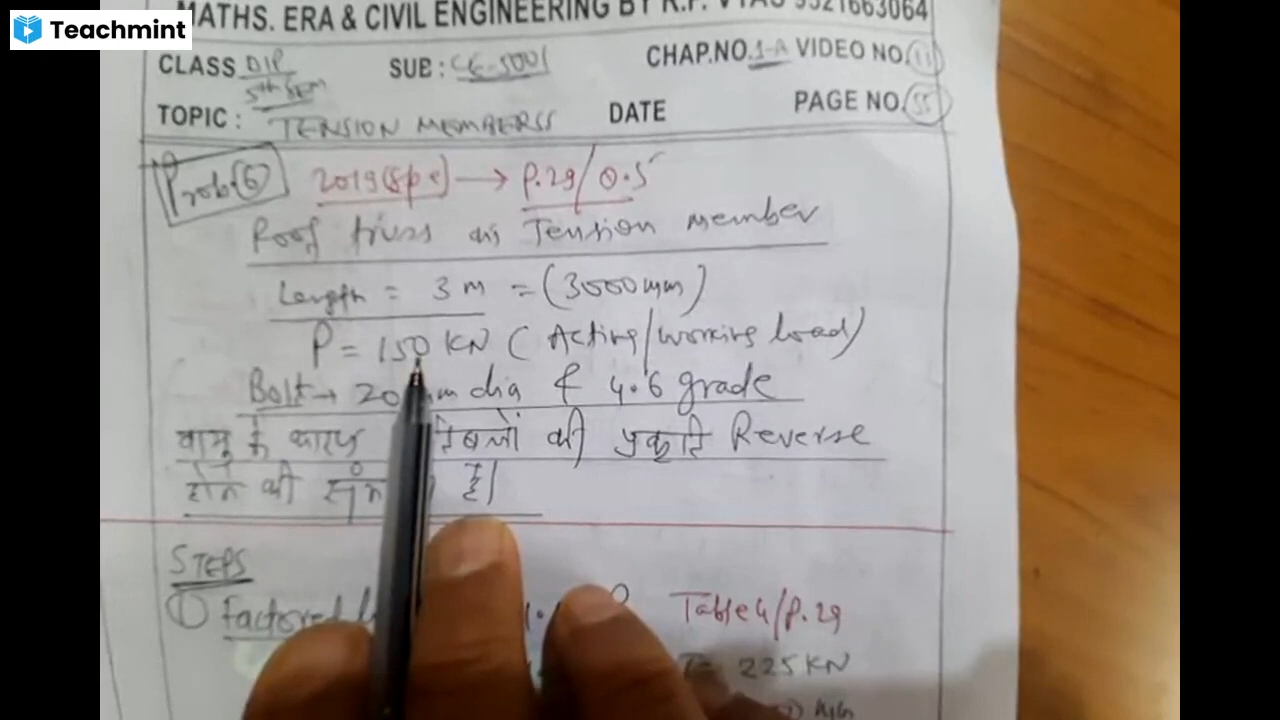 Teachmint
MATHS. ERA & CIVIL ENGINEERING BY R.P. VYAS 9521663064
CLASS DIP 5th SEM SUB : CE-5001 CHAP.NO. 1-A VIDEO NO. 11
TOPIC : TENSION MEMBERSS DATE PAGE NO. 55
Prob.(6) 2019(Spe) → P.29/Q.5
Roof truss as Tension member
Length = 3 m = (3000mm)
P = 150 KN (Acting/working load)
Bolt → 20 mm dia & 4.6 grade
वायु के कारण की प्रकृति Reverse
होने की है।
STEPS
① Factored Table 4/P.29
= 225 KN